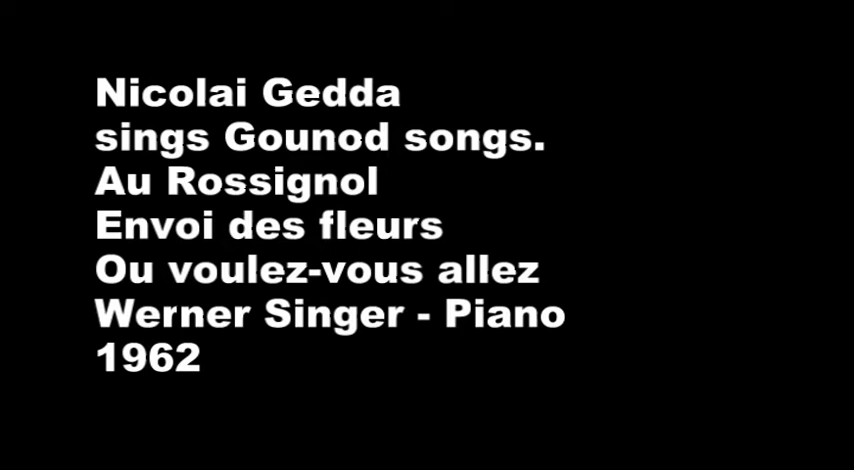 Nicolai Gedda
sings Gounod songs.
Au Rossignol
Envoi des fleurs
Ou voulez-vous allez
Werner Singer - Piano
1962